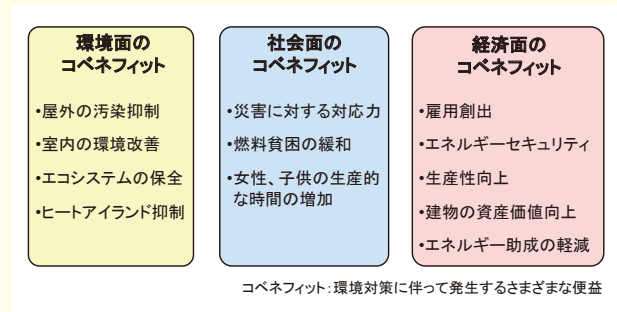 環境面の
コベネフィット
・屋外の汚染抑制
・室内の環境改善
・エコシステムの保全
・ヒートアイランド抑制
社会面の
コベネフィット
・災害に対する対応力
・燃料貧困の緩和
・女性、子供の生産的
な時間の増加
経済面の
コベネフィット
・雇用創出
・エネルギーセキュリティ
・生産性向上
・建物の資産価値向上
・エネルギー助成の軽減
コベネフィット：環境対策に伴って発生するさまざまな便益